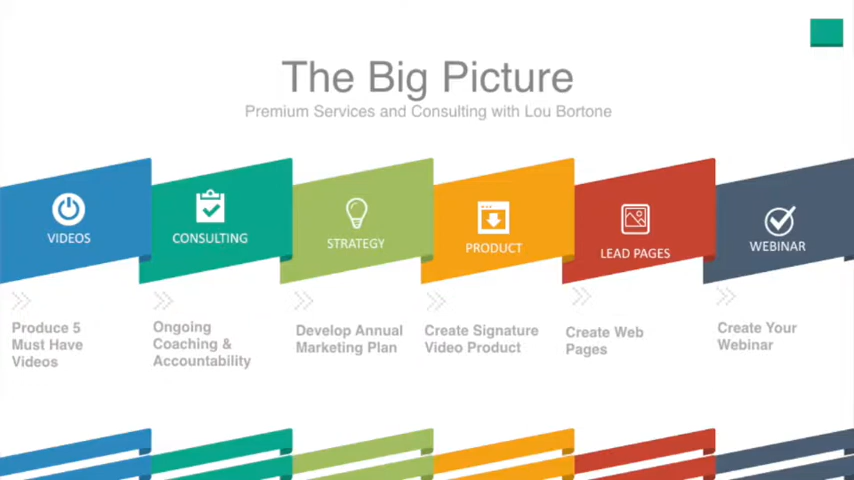 The Big Picture
Premium Services and Consulting with Lou Bortone
VIDEOS
CONSULTING
STRATEGY
PRODUCT
LEAD PAGES
WEBINAR
Produce 5
Must Have
Videos
Ongoing
Coaching &
Accountability
Develop Annual
Marketing Plan
Create Signature
Video Product
Create Web
Pages
Create Your
Webinar